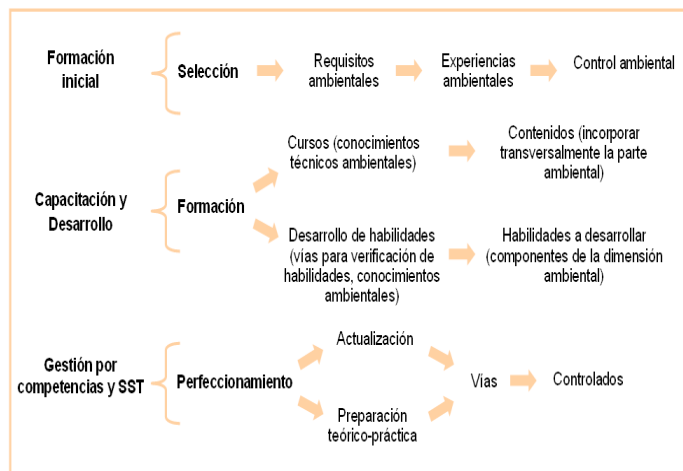 Formación
inicial
Selección
Requisitos
ambientales
Experiencias
ambientales
Control ambiental
Capacitación y
Desarrollo
Formación
Cursos (conocimientos
técnicos ambientales)
Contenidos (incorporar
transversalmente la parte
ambiental)
Desarrollo de habilidades
(vías para verificación de
habilidades, conocimientos
ambientales)
Habilidades a desarrollar
(componentes de la dimensión
ambiental)
Gestión por
competencias y SST
Perfeccionamiento
Actualización
Preparación
teórico-práctica
Vías
Controlados